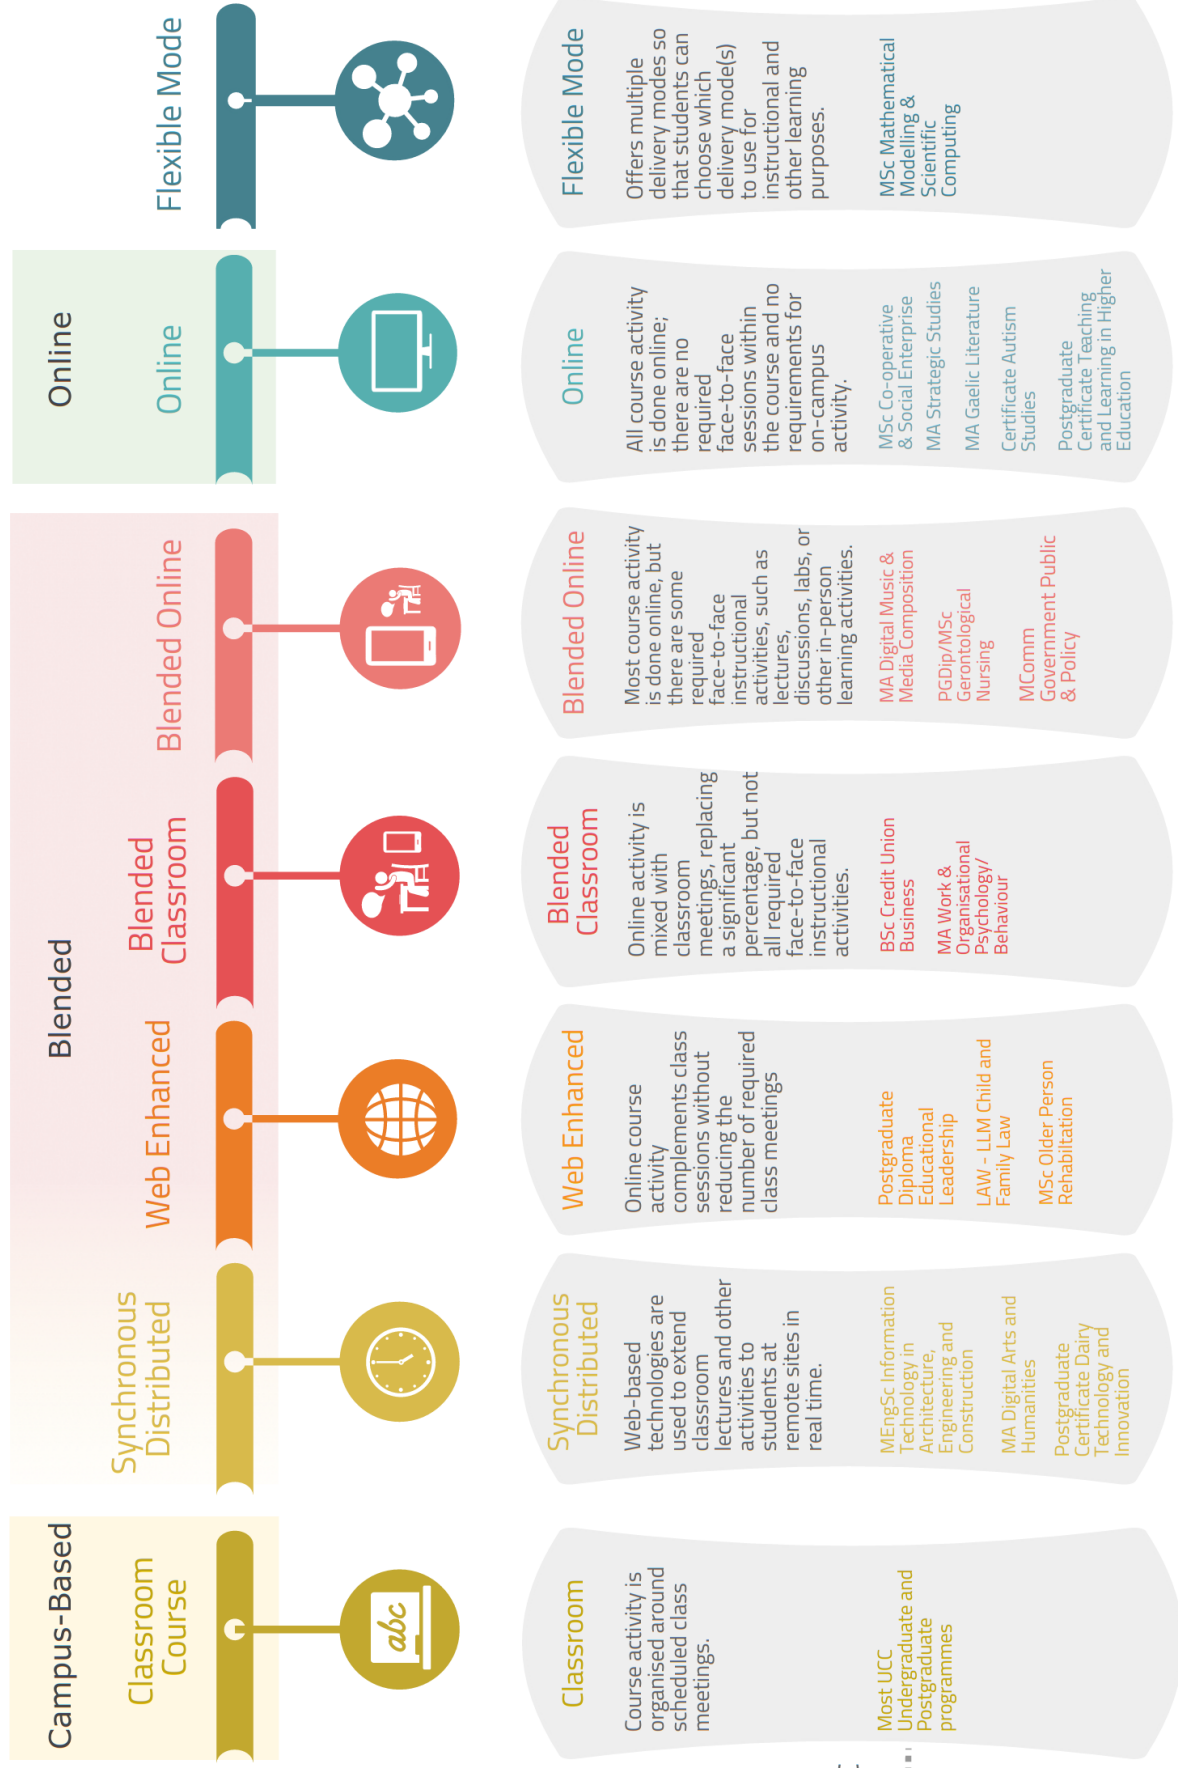 Campus-Based
Blended
Online
Classroom
Course
Synchronous
Distributed
Web Enhanced
Blended
Classroom
Blended Online
Online
Flexible Mode
abc
Classroom
Course activity is
organised around
scheduled class
meetings.
Most UCC
Undergraduate and
Postgraduate
programmes
Synchronous
Distributed
Web-based
technologies are
used to extend
classroom
lectures and other
activities to
students at
remote sites in
real time.
MEngSc Information
Technology in
Architecture,
Engineering and
Construction
MA Digital Arts and
Humanities
Postgraduate
Certificate Dairy
Technology and
Innovation
Web Enhanced
Online course
activity
complements class
sessions without
reducing the
number of required
class meetings
Postgraduate
Diploma
Educational
Leadership
LAW - LLM Child and
Family Law
MSc Older Person
Rehabiltation
Blended
Classroom
Online activity is
mixed with
classroom
meetings, replacing
a significant
percentage, but not
all required
face-to-face
instructional
activities.
BSc Credit Union
Business
MA Work &
Organisational
Psychology/
Behaviour
Blended Online
Most course activity
is done online, but
there are some
required
face-to-face
instructional
activities, such as
lectures,
discussions, labs, or
other in-person
learning activities.
MA Digital Music &
Media Composition
PGDip/MSc
Gerontological
Nursing
MComm
Government Public
& Policy
Online
All course activity
is done online;
there are no
required
face-to-face
sessions within
the course and no
requirements for
on-campus
activity.
MSc Co-operative
& Social Enterprise
MA Strategic Studies
MA Gaelic Literature
Certificate Autism
Studies
Postgraduate
Certificate Teaching
and Learning in Higher
Education
Flexible Mode
Offers multiple
delivery modes so
that students can
choose which
delivery mode(s)
to use for
instructional and
other learning
purposes.
MSc Mathematical
Modelling &
Scientific
Computing